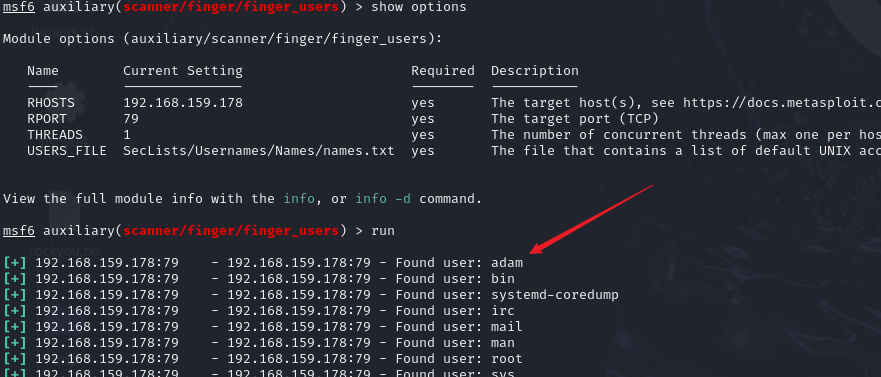 msf6 auxiliary(scanner/finger/finger_users) > show options
Module options (auxiliary/scanner/finger/finger_users):
Name Current Setting Required Description
---- --------------- -------- -----------
RHOSTS 192.168.159.178 yes The target host(s), see https://docs.metasploit.c
RPORT 79 yes The target port (TCP)
THREADS 1 yes The number of concurrent threads (max one per hos
USERS_FILE SecLists/Usernames/Names/names.txt yes The file that contains a list of default UNIX acc
View the full module info with the info, or info -d command.
msf6 auxiliary(scanner/finger/finger_users) > run
rockyou.txt
[+] 192.168.159.178:79 - 192.168.159.178:79 - Found user: adam
[+] 192.168.159.178:79 - 192.168.159.178:79 - Found user: bin
[+] 192.168.159.178:79 - 192.168.159.178:79 - Found user: systemd-coredump
[+] 192.168.159.178:79 - 192.168.159.178:79 - Found user: irc
[+] 192.168.159.178:79 - 192.168.159.178:79 - Found user: mail
[+] 192.168.159.178:79 - 192.168.159.178:79 - Found user: man
[+] 192.168.159.178:79 - 192.168.159.178:79 - Found user: root
[+] 192.168.159.178:79 - 192.168.159.178:79 - Found user: sys